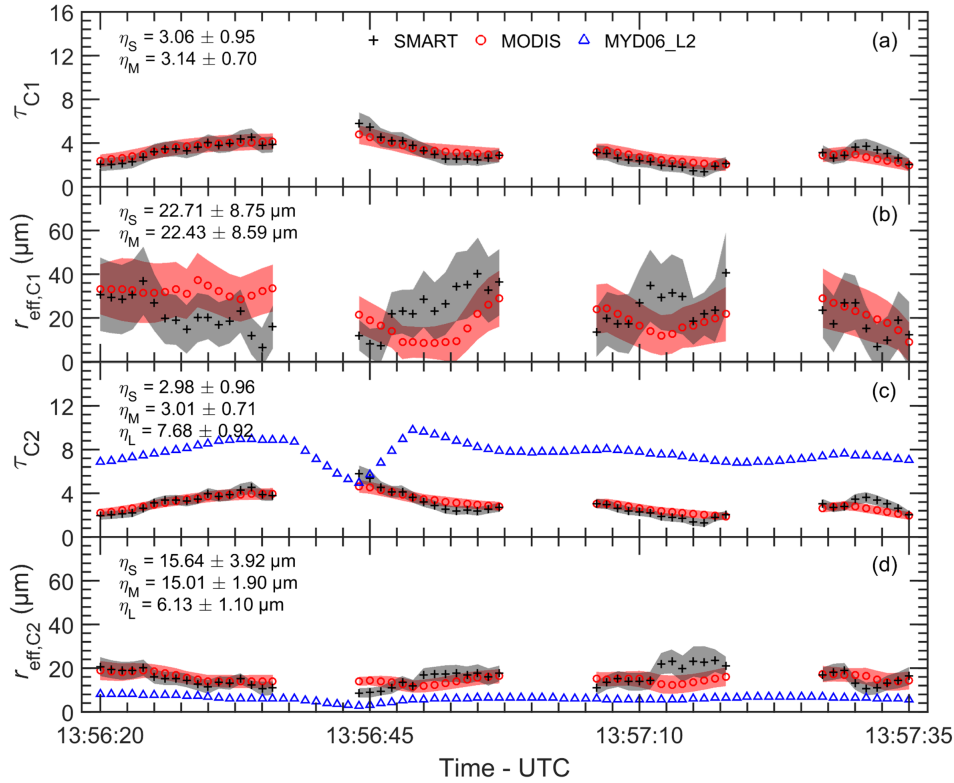 16
12
8
4
0
τC1
ηS = 3.06 ± 0.95
ηM = 3.14 ± 0.70
SMART MODIS MYD06_L2
(a)
60
40
20
0
reff,C1 (μm)
ηS = 22.71 ± 8.75 μm
ηM = 22.43 ± 8.59 μm
(b)
12
8
4
0
τC2
ηS = 2.98 ± 0.96
ηM = 3.01 ± 0.71
ηL = 7.68 ± 0.92
(c)
60
40
20
0
reff,C2 (μm)
ηS = 15.64 ± 3.92 μm
ηM = 15.01 ± 1.90 μm
ηL = 6.13 ± 1.10 μm
(d)
13:56:20 13:56:45 13:57:10 13:57:35
Time - UTC